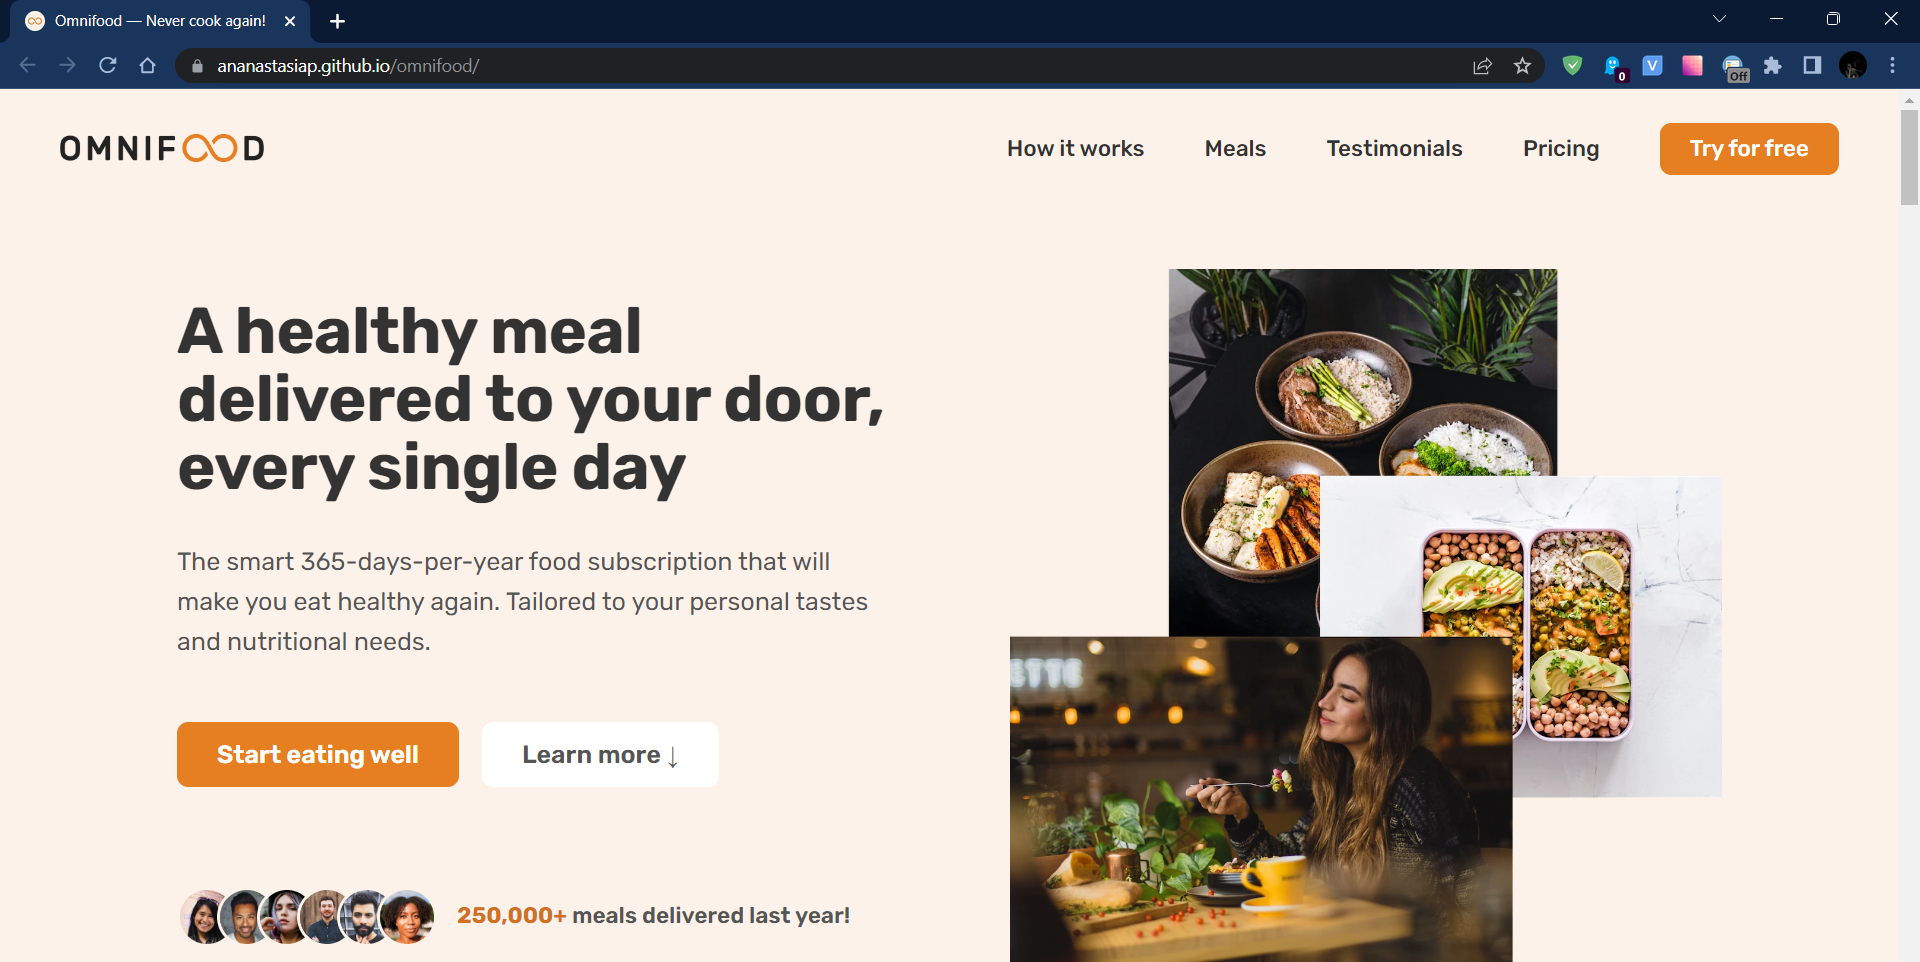 Omnifood — Never cook again!
ananastasiap.github.io/omnifood/
0
V
Off
OMNIFOOD
How it works
Meals
Testimonials
Pricing
Try for free
A healthy meal
delivered to your door,
every single day
The smart 365-days-per-year food subscription that will
make you eat healthy again. Tailored to your personal tastes
and nutritional needs.
Start eating well
Learn more ↓
ETTE
250,000+ meals delivered last year!